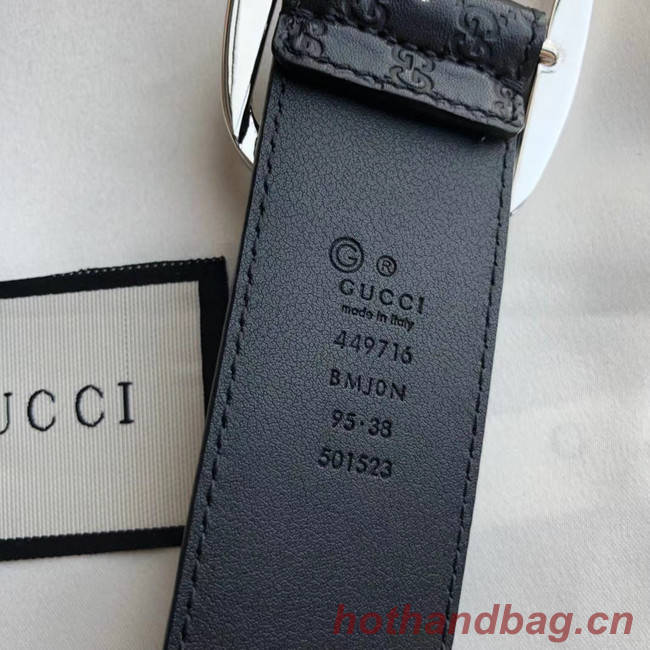 G ®
GUCCI
made in italy
449716
BMJ0N
95·38
501523
UCCI
hothandbag.cn